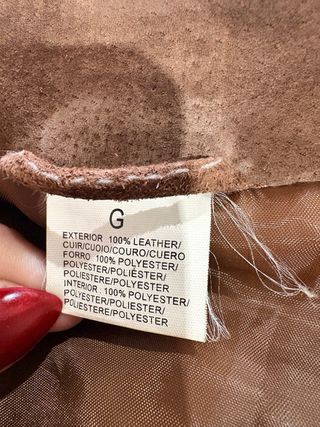 G
EXTERIOR 100% LEATHER/
CUIR/CUOIO/COURO/CUERO
FORRO 100% POLYESTER/
POLYESTER/POLIÉSTER/
POLIESTERE/POLYESTER
INTERIOR : 100% POLYESTER/
POLYESTER/POLIÉSTER/
POLIESTERE/POLYESTER